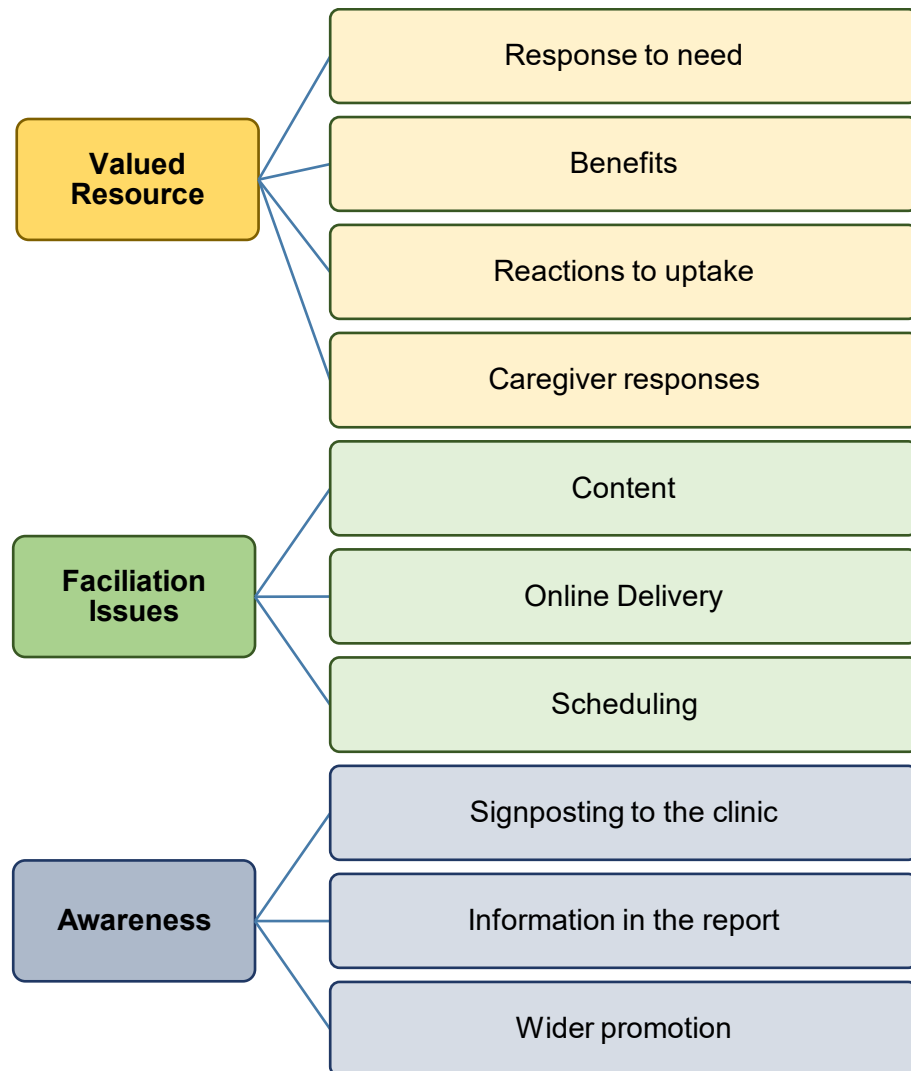 Valued
Resource
Response to need
Benefits
Reactions to uptake
Caregiver responses
Faciliation
Issues
Content
Online Delivery
Scheduling
Awareness
Signposting to the clinic
Information in the report
Wider promotion